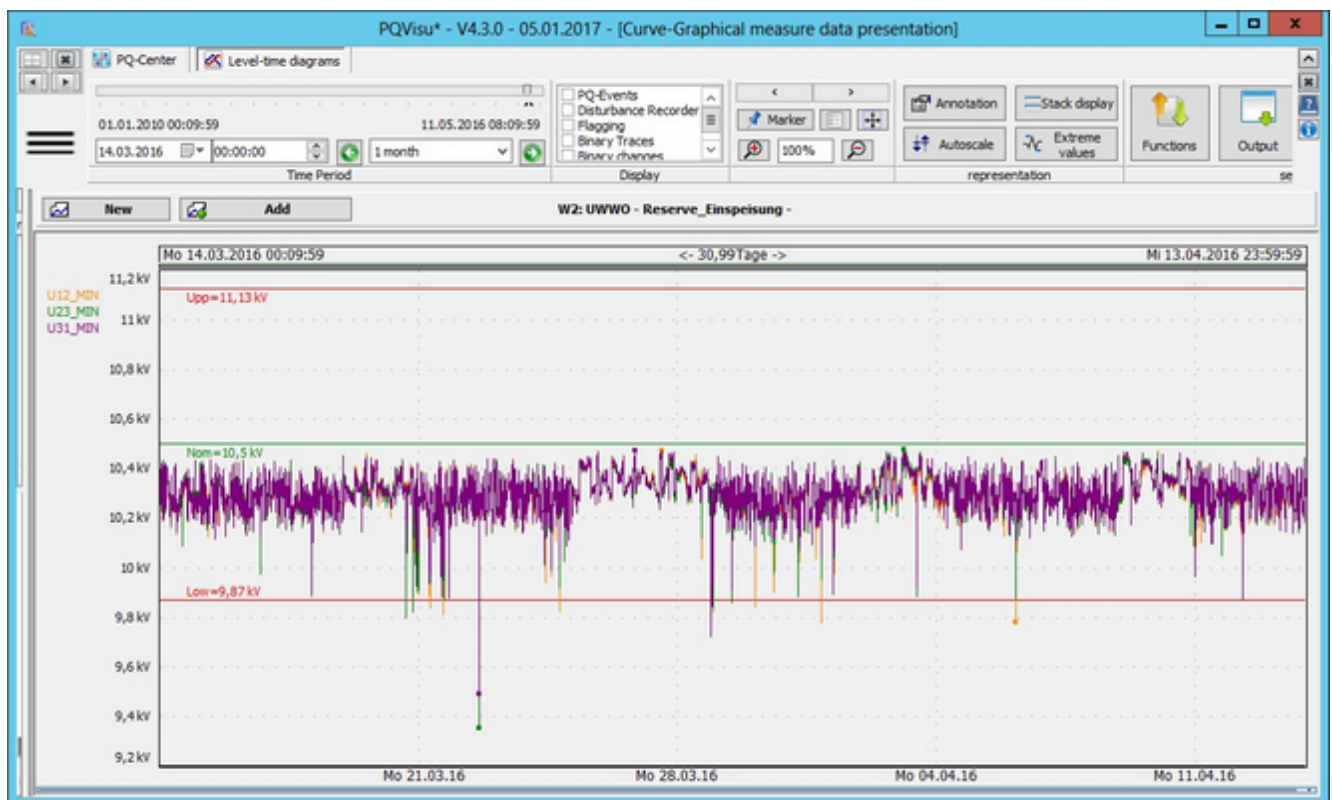 PQVisu* - V4.3.0 - 05.01.2017 - [Curve-Graphical measure data presentation]
PQ-Center
Level-time diagrams
01.01.2010 00:09:59
11.05.2016 08:09:59
14.03.2016
00:00:00
1 month
Time Period
PQ-Events
Disturbance Recorder
Flagging
Binary Traces
Binary changes
Display
Marker
100%
Annotation
Stack display
Autoscale
Extreme
values
representation
Functions
Output
se
New
Add
W2: UWWO - Reserve_Einspeisung -
Mo 14.03.2016 00:09:59
<- 30,99Tage ->
Mi 13.04.2016 23:59:59
U12_MIN
U23_MIN
U31_MIN
11,2 kV
Upp=11,13 kV
11 kV
10,8 kV
10,6 kV
Nom=10,5 kV
10,4 kV
10,2 kV
10 kV
Low=9,87 kV
9,8 kV
9,6 kV
9,4 kV
9,2 kV
Mo 21.03.16
Mo 28.03.16
Mo 04.04.16
Mo 11.04.16